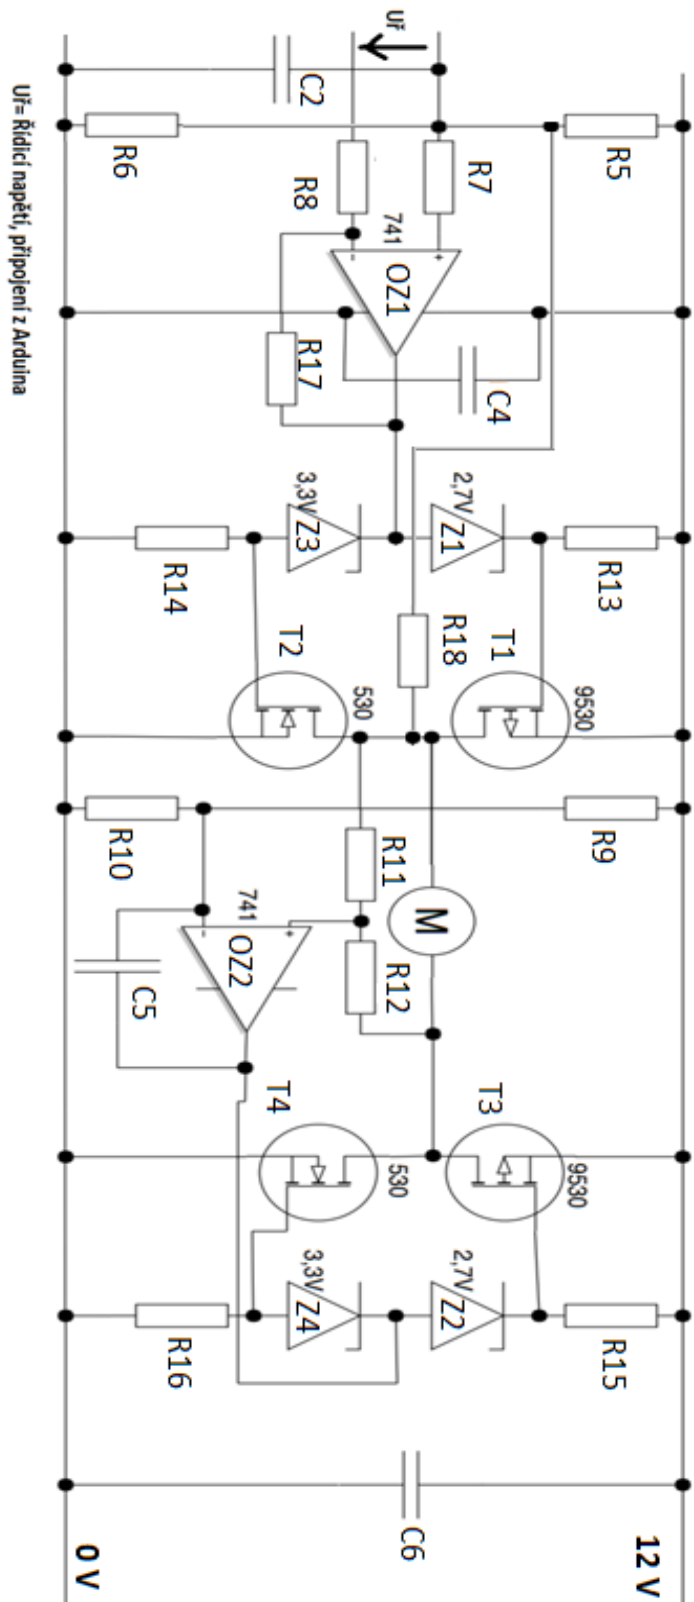 Uř
C2
R6
R5
R8
R7
741
OZ1
-
+
R17
C4
3,3V
Z3
2,7V
Z1
R14
R13
T2
R18
T1
530
9530
R10
R9
R11
M
741
OZ2
-
+
R12
C5
T4
T3
530
9530
3,3V
Z4
2,7V
Z2
R16
R15
C6
0 V
12 V
Uř= Řídicí napětí, připojení z Arduina